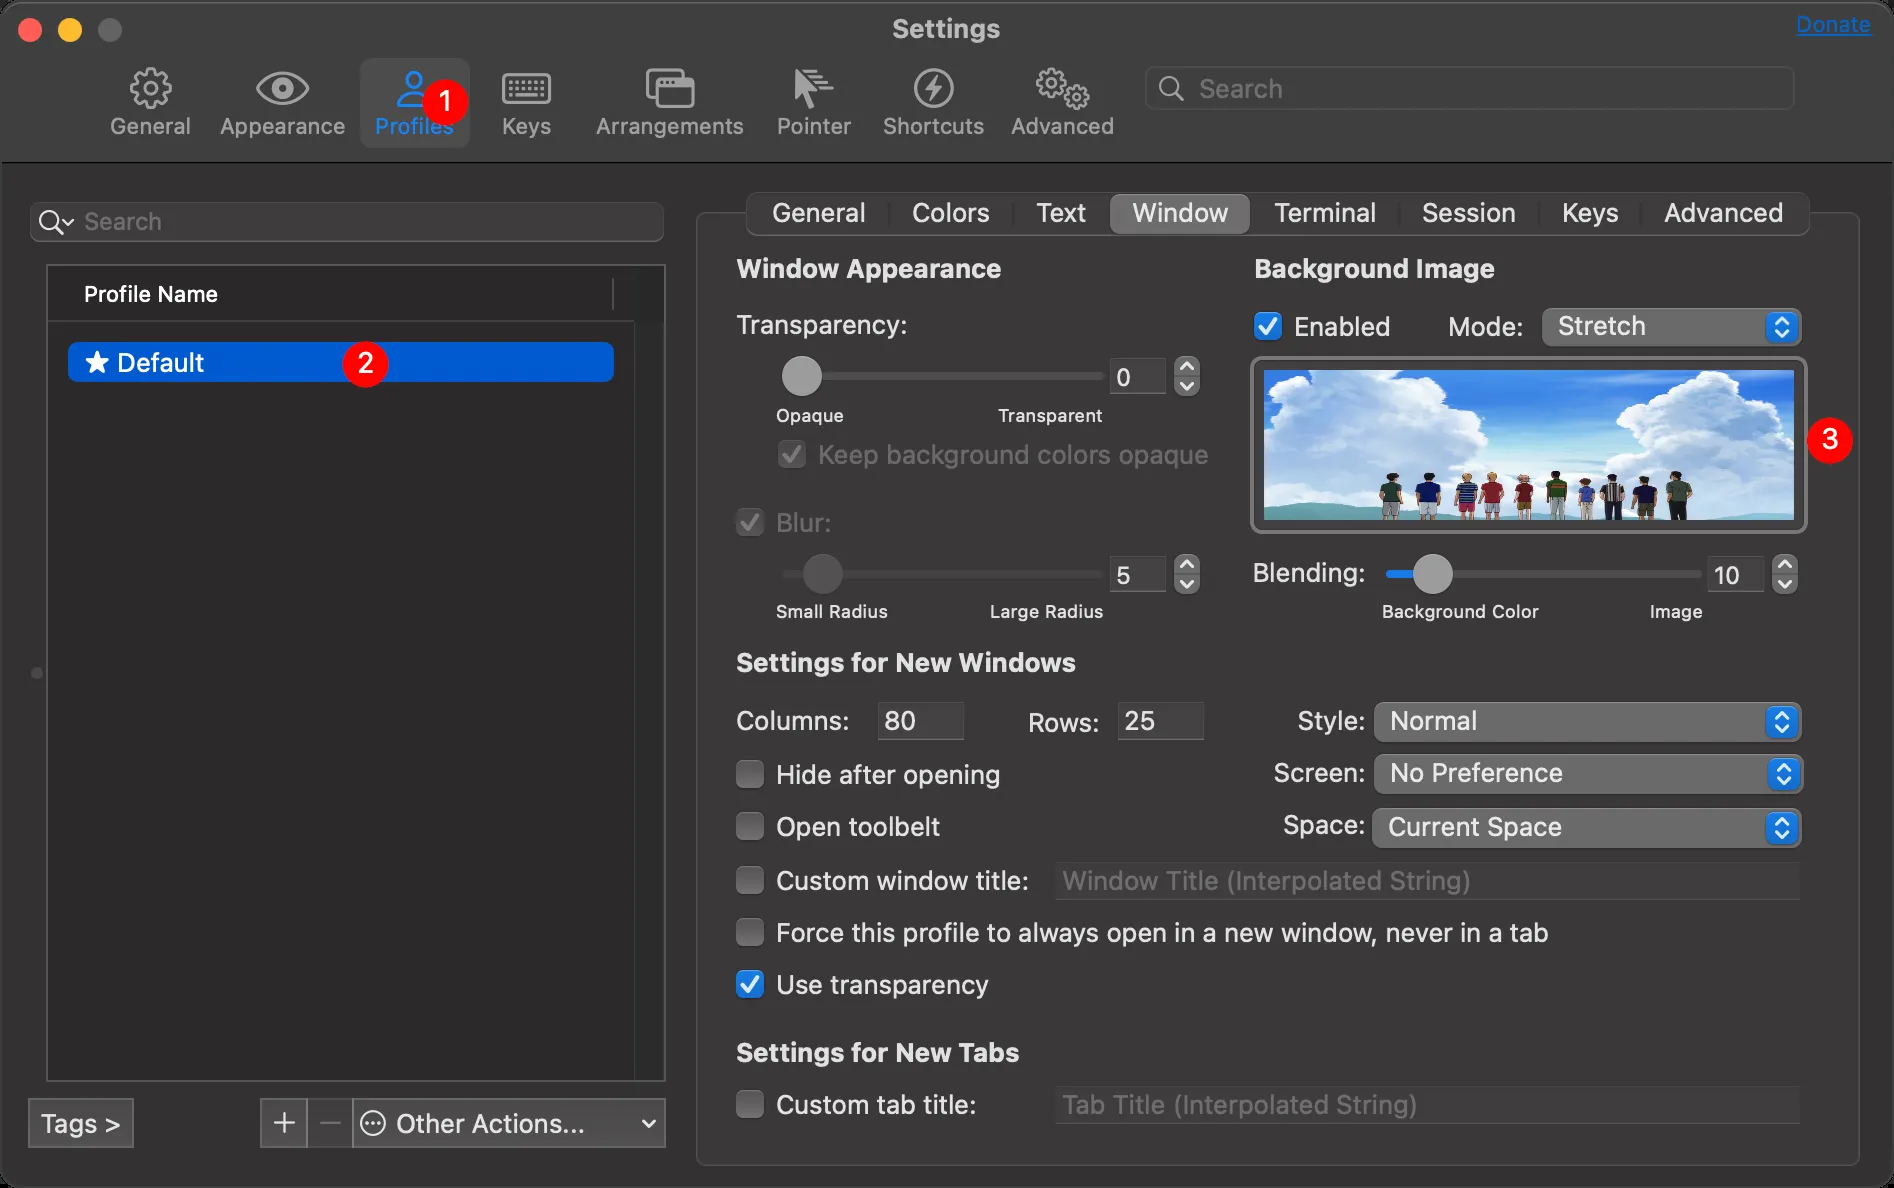 Settings
Donate
General
Appearance
Profiles
1
Keys
Arrangements
Pointer
Shortcuts
Advanced
Search
Search
Profile Name
Default
2
Tags >
Other Actions...
General
Colors
Text
Window
Terminal
Session
Keys
Advanced
Window Appearance
Transparency:
0
Opaque
Transparent
Keep background colors opaque
Blur:
5
Small Radius
Large Radius
Background Image
Enabled
Mode:
Stretch
3
Blending:
10
Background Color
Image
Settings for New Windows
Columns:
80
Rows:
25
Style:
Normal
Hide after opening
Screen:
No Preference
Open toolbelt
Space:
Current Space
Custom window title:
Window Title (Interpolated String)
Force this profile to always open in a new window, never in a tab
Use transparency
Settings for New Tabs
Custom tab title:
Tab Title (Interpolated String)